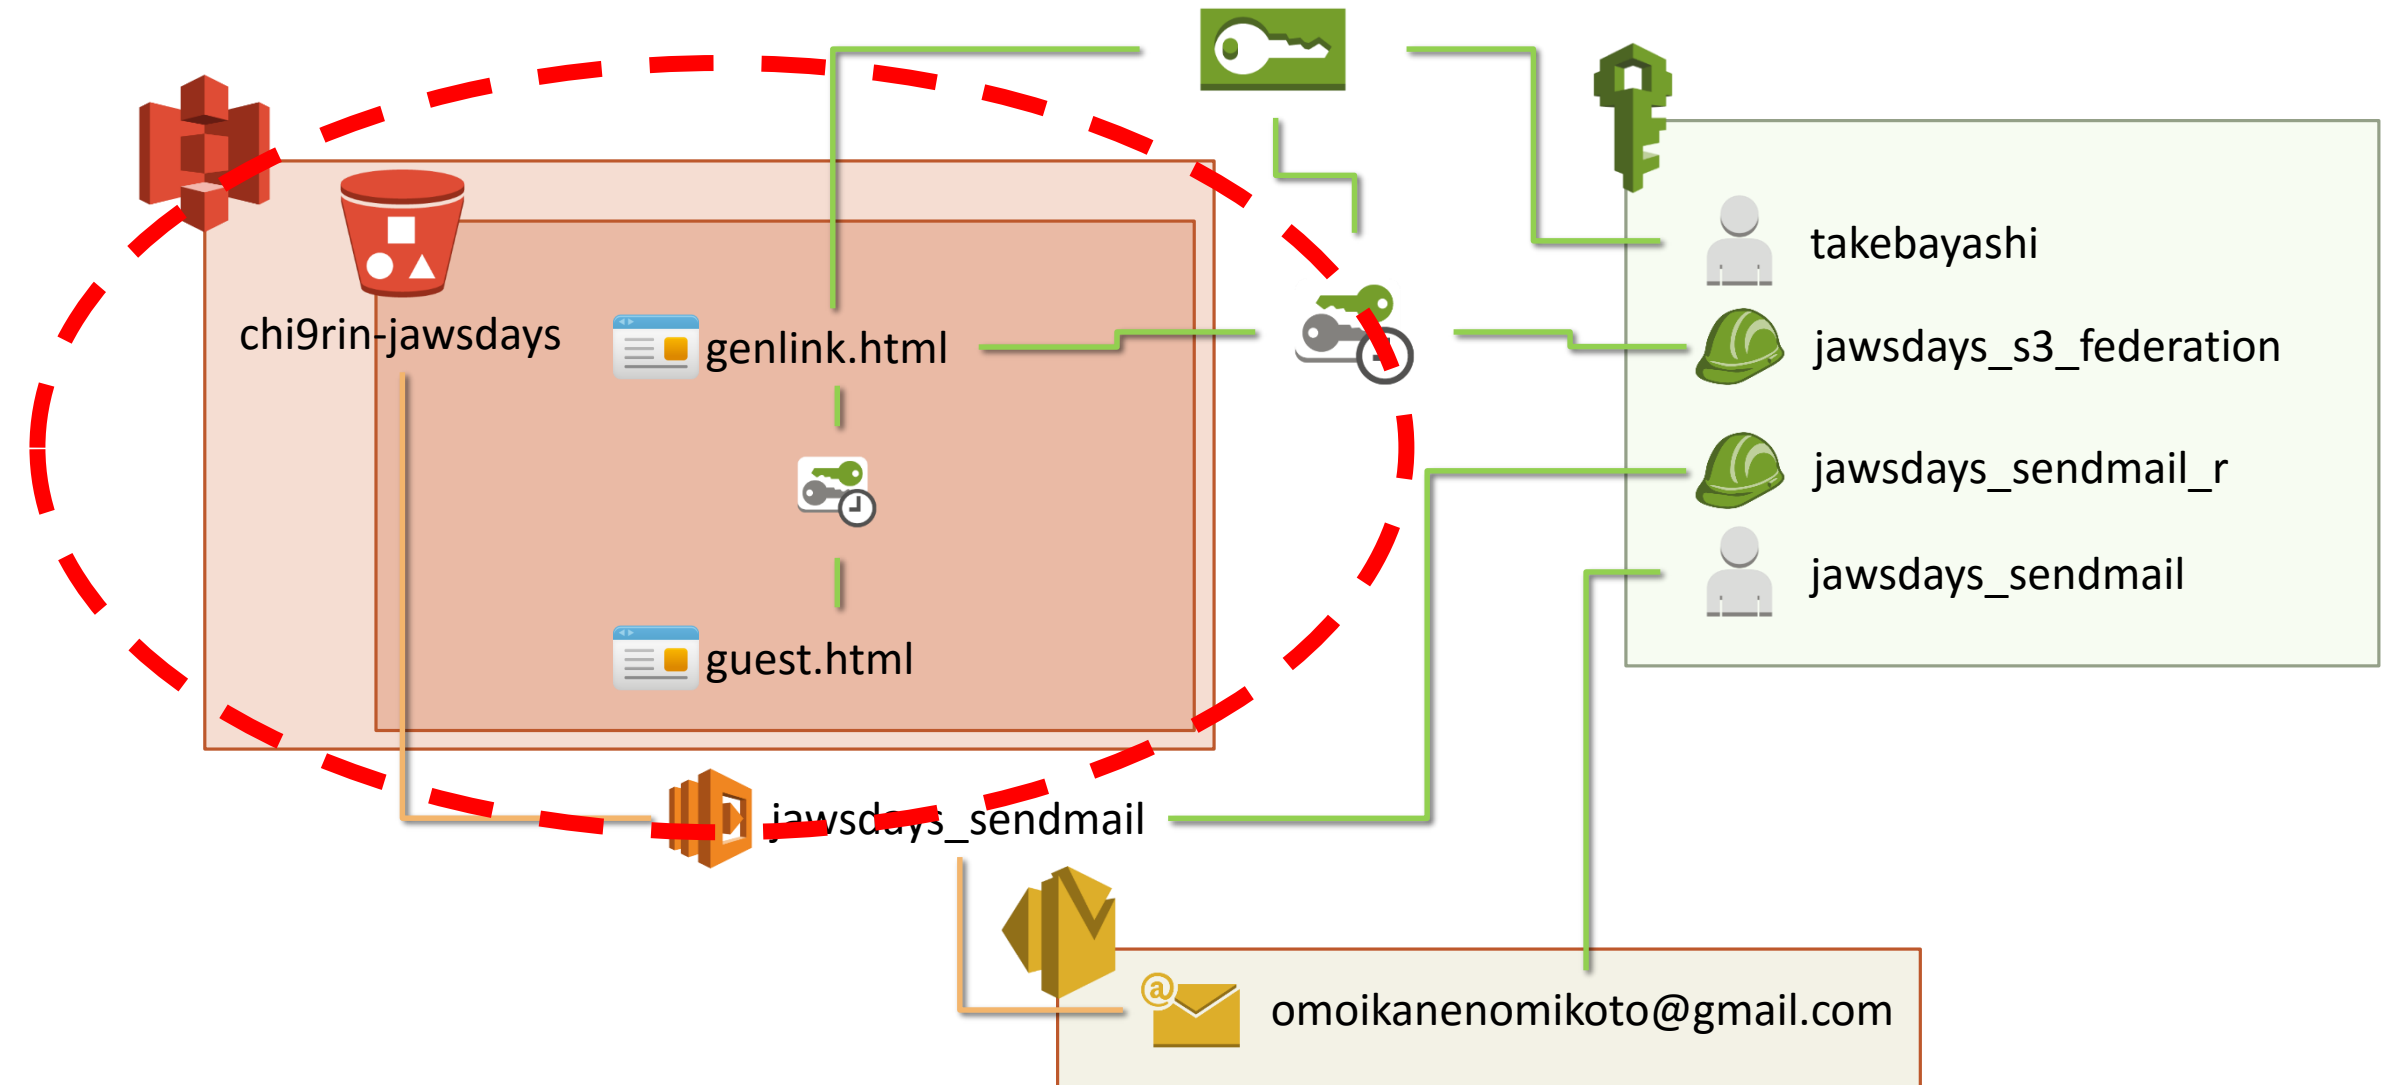 takebayashi
chi9rin-jawsdays
genlink.html
jawsdays_s3_federation
jawsdays_sendmail_r
jawsdays_sendmail
guest.html
jawsdays_sendmail
@
omoikanenomikoto@gmail.com